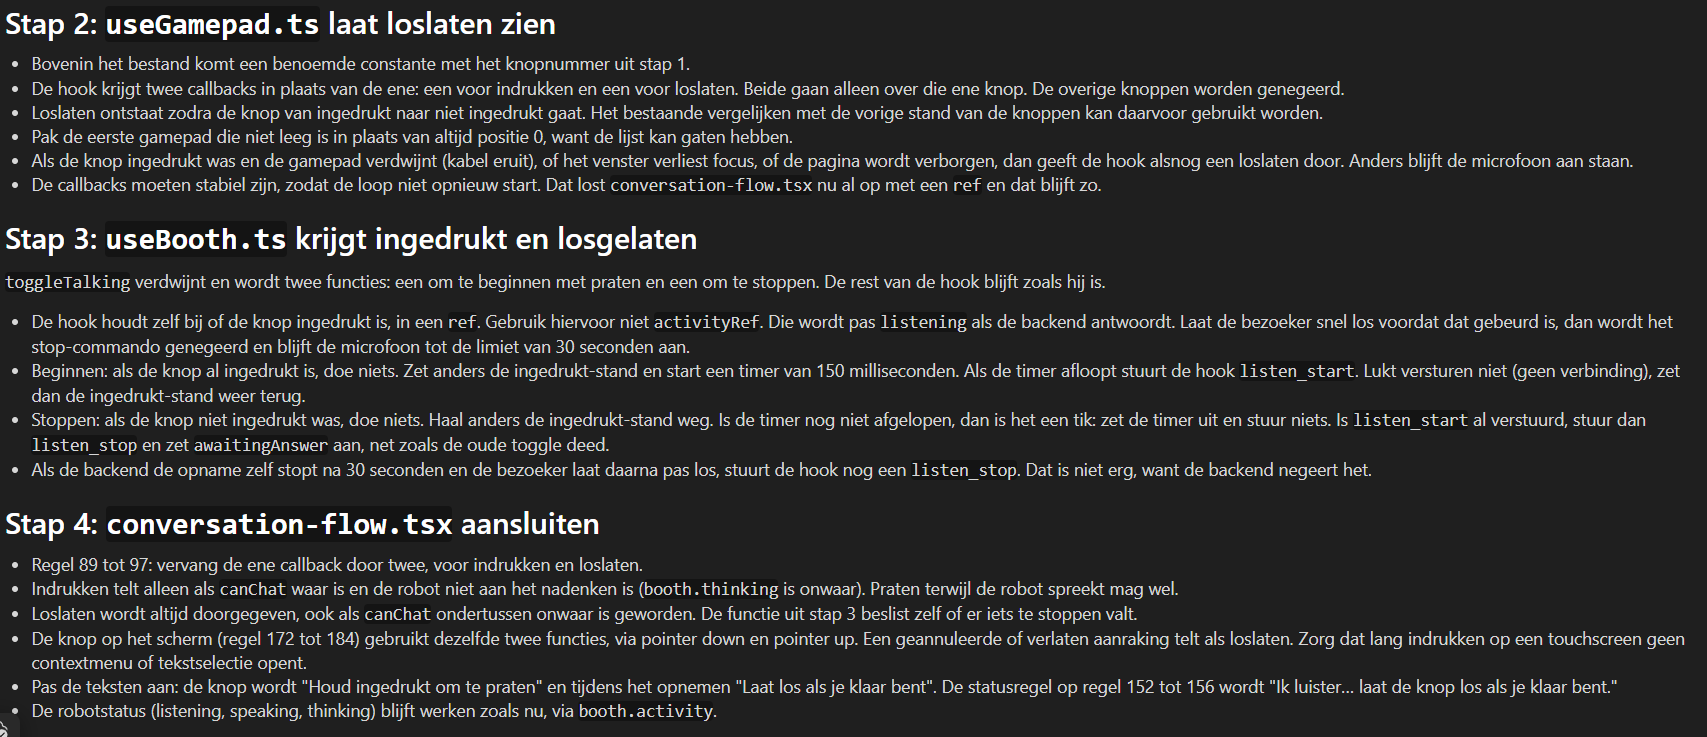 Stap 2: useGamepad.ts laat loslaten zien
• Bovenin het bestand komt een benoemde constante met het knopnummer uit stap 1.
• De hook krijgt twee callbacks in plaats van de ene: een voor indrukken en een voor loslaten. Beide gaan alleen over die ene knop. De overige knoppen worden genegeerd.
• Loslaten ontstaat zodra de knop van ingedrukt naar niet ingedrukt gaat. Het bestaande vergelijken met de vorige stand van de knoppen kan daarvoor gebruikt worden.
• Pak de eerste gamepad die niet leeg is in plaats van altijd positie 0, want de lijst kan gaten hebben.
• Als de knop ingedrukt was en de gamepad verdwijnt (kabel eruit), of het venster verliest focus, of de pagina wordt verborgen, dan geeft de hook alsnog een loslaten door. Anders blijft de microfoon aan staan.
• De callbacks moeten stabiel zijn, zodat de loop niet opnieuw start. Dat lost conversation-flow.tsx nu al op met een ref en dat blijft zo.
Stap 3: useBooth.ts krijgt ingedrukt en losgelaten
toggleTalking verdwijnt en wordt twee functies: een om te beginnen met praten en een om te stoppen. De rest van de hook blijft zoals hij is.
• De hook houdt zelf bij of de knop ingedrukt is, in een ref. Gebruik hiervoor niet activityRef. Die wordt pas listening als de backend antwoordt. Laat de bezoeker snel los voordat dat gebeurd is, dan wordt het
stop-commando genegeerd en blijft de microfoon tot de limiet van 30 seconden aan.
• Beginnen: als de knop al ingedrukt is, doe niets. Zet anders de ingedrukt-stand en start een timer van 150 milliseconden. Als de timer afloopt stuurt de hook listen_start. Lukt versturen niet (geen verbinding), zet
dan de ingedrukt-stand weer terug.
• Stoppen: als de knop niet ingedrukt was, doe niets. Haal anders de ingedrukt-stand weg. Is de timer nog niet afgelopen, dan is het een tik: zet de timer uit en stuur niets. Is listen_start al verstuurd, stuur dan
listen_stop en zet awaitingAnswer aan, net zoals de oude toggle deed.
• Als de backend de opname zelf stopt na 30 seconden en de bezoeker laat daarna pas los, stuurt de hook nog een listen_stop. Dat is niet erg, want de backend negeert het.
Stap 4: conversation-flow.tsx aansluiten
• Regel 89 tot 97: vervang de ene callback door twee, voor indrukken en loslaten.
• Indrukken telt alleen als canChat waar is en de robot niet aan het nadenken is (booth.thinking is onwaar). Praten terwijl de robot spreekt mag wel.
• Loslaten wordt altijd doorgegeven, ook als canChat ondertussen onwaar is geworden. De functie uit stap 3 beslist zelf of er iets te stoppen valt.
• De knop op het scherm (regel 172 tot 184) gebruikt dezelfde twee functies, via pointer down en pointer up. Een geannuleerde of verlaten aanraking telt als loslaten. Zorg dat lang indrukken op een touchscreen geen
contextmenu of tekstselectie opent.
• Pas de teksten aan: de knop wordt "Houd ingedrukt om te praten" en tijdens het opnemen "Laat los als je klaar bent". De statusregel op regel 152 tot 156 wordt "Ik luister... laat de knop los als je klaar bent."
• De robotstatus (listening, speaking, thinking) blijft werken zoals nu, via booth.activity.